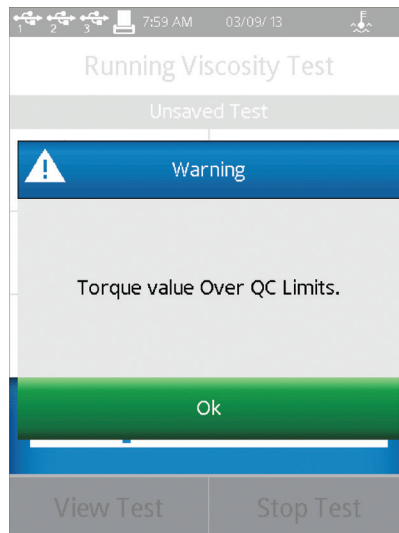 1 2 3 7:59 AM 03/09/13 F
Running Viscosity Test
Unsaved Test
Warning
Torque value Over QC Limits.
Ok
View Test Stop Test